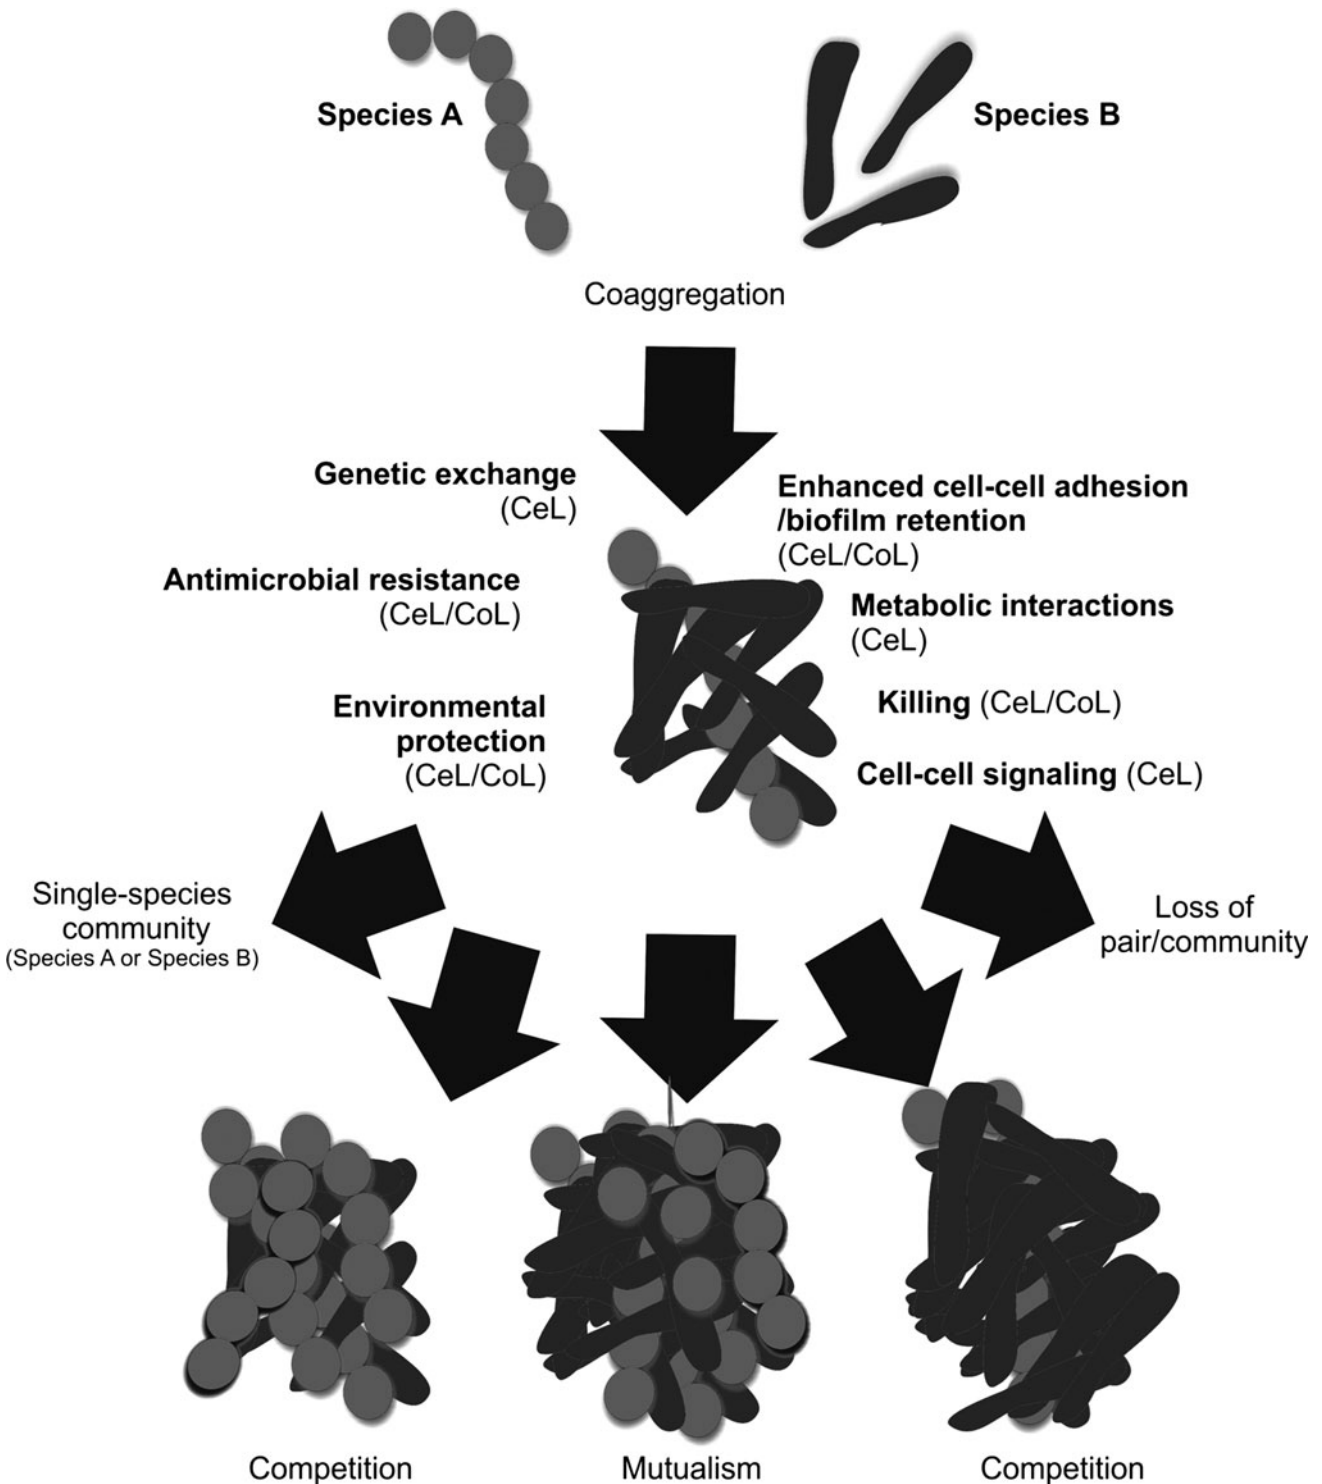 Species A
Species B
Coaggregation
Genetic exchange
(CeL)
Antimicrobial resistance
(CeL/CoL)
Environmental
protection
(CeL/CoL)
Enhanced cell-cell adhesion
/biofilm retention
(CeL/CoL)
Metabolic interactions
(CeL)
Killing (CeL/CoL)
Cell-cell signaling (CeL)
Single-species
community
(Species A or Species B)
Loss of
pair/community
Competition
Mutualism
Competition